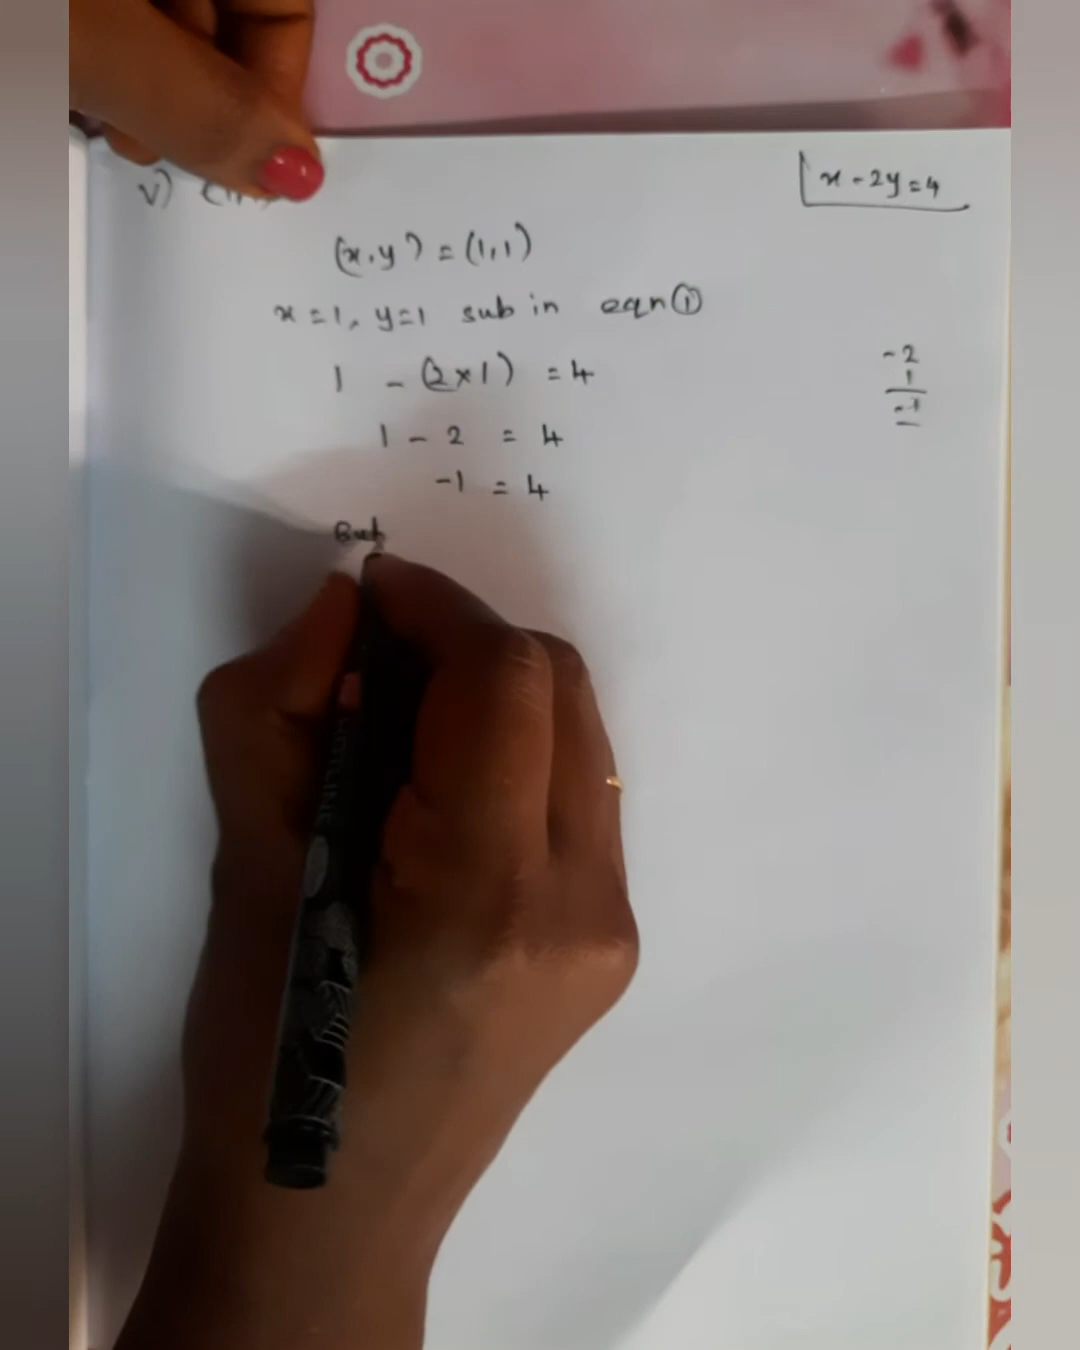 v)
x - 2y = 4
(x, y) = (1,1)
x = 1, y=1 sub in eqn ①
1 - (2×1) = 4
1 - 2 = 4
-1 = 4
But
-2
1
-1
HOTLINE